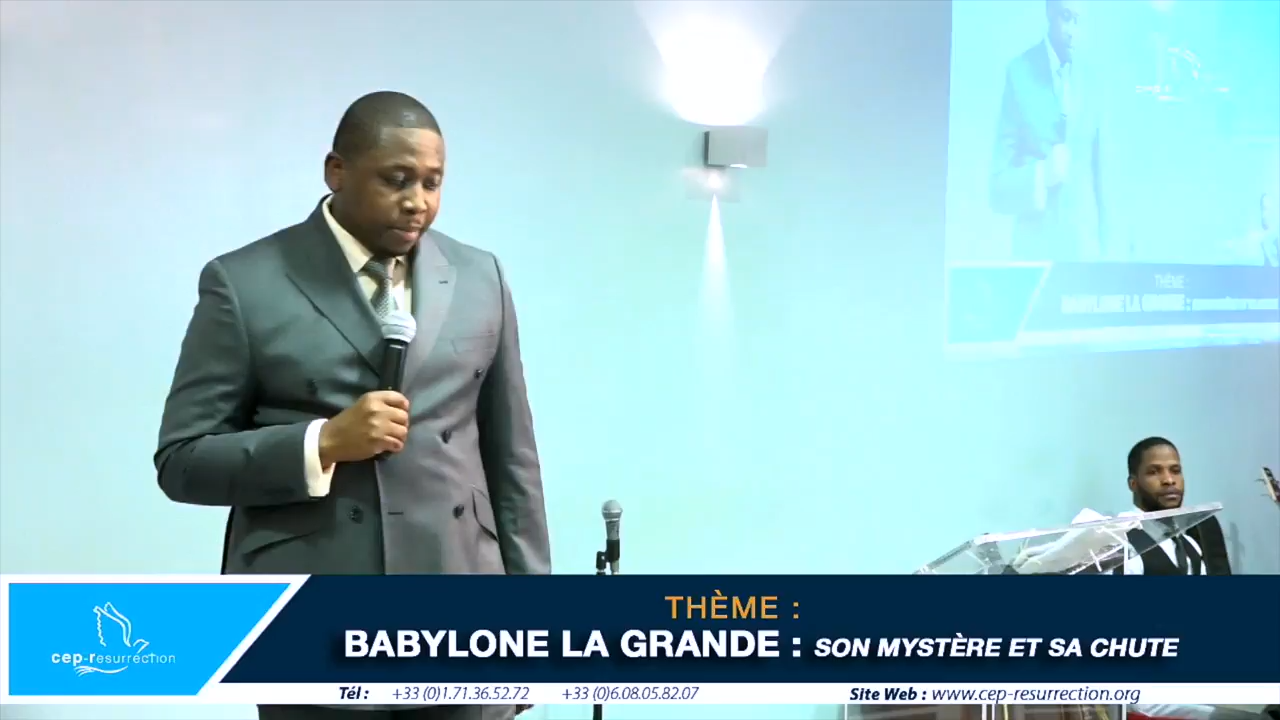 THÈME :
BABYLONE LA GRANDE :
THÈME :
BABYLONE LA GRANDE : SON MYSTÈRE ET SA CHUTE
cep-resurrection
Tél : +33 (0)1.71.36.52.72 +33 (0)6.08.05.82.07 Site Web : www.cep-resurrection.org